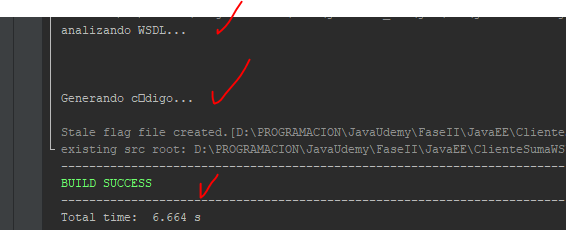 analizando WSDL...
Generando c□digo...
Stale flag file created.[D:\PROGRAMACION\JavaUdemy\FaseII\JavaEE\Cliente
existing src root: D:\PROGRAMACION\JavaUdemy\FaseII\JavaEE\ClienteSumaWS
------------------------------------------------------------------------
BUILD SUCCESS
------------------------------------------------------------------------
Total time:  6.664 s